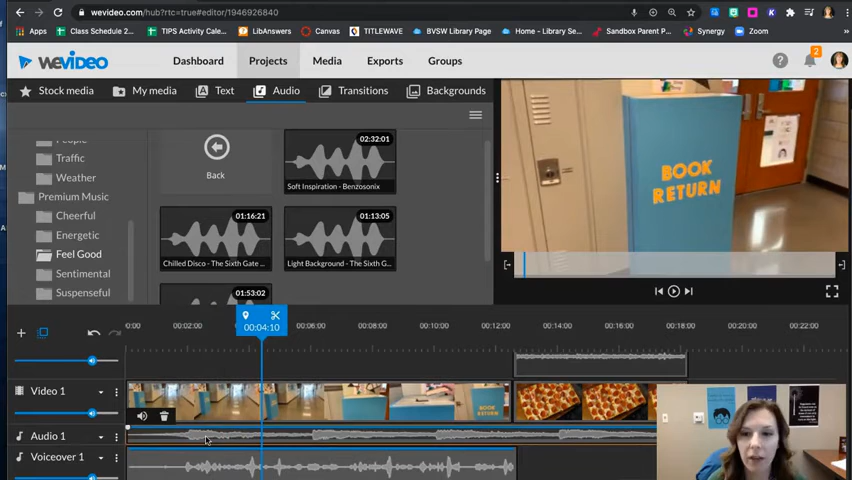 wevideo.com/hub?rtc=true#editor/1946926840
Apps Class Schedule 2... TIPS Activity Cale... LibAnswers Canva TITLEWAVE BVSW Library Page Home - Library Se... Sandbox Parent P... Synergy Zoom
WEVIDEO Dashboard Projects Media Exports Groups ? 2
Stock media My media Text Audio Transitions Backgrounds
People
Traffic
Weather
Premium Music
Cheerful
Energetic
Feel Good
Sentimental
Suspenseful
Back
02:32:01
Soft Inspiration - Benzosonix
01:16:21
Chilled Disco - The Sixth Gate ...
01:13:05
Light Background - The Sixth G...
01:53:02
BOOK
RETURN
00:04:10
0:00 00:02:00 00:06:00 00:08:00 00:10:00 00:12:00 00:14:00 00:16:00 00:18:00 00:20:00 00:22:00
Video 1
BOOK
RETURN
Audio 1
Voiceover 1